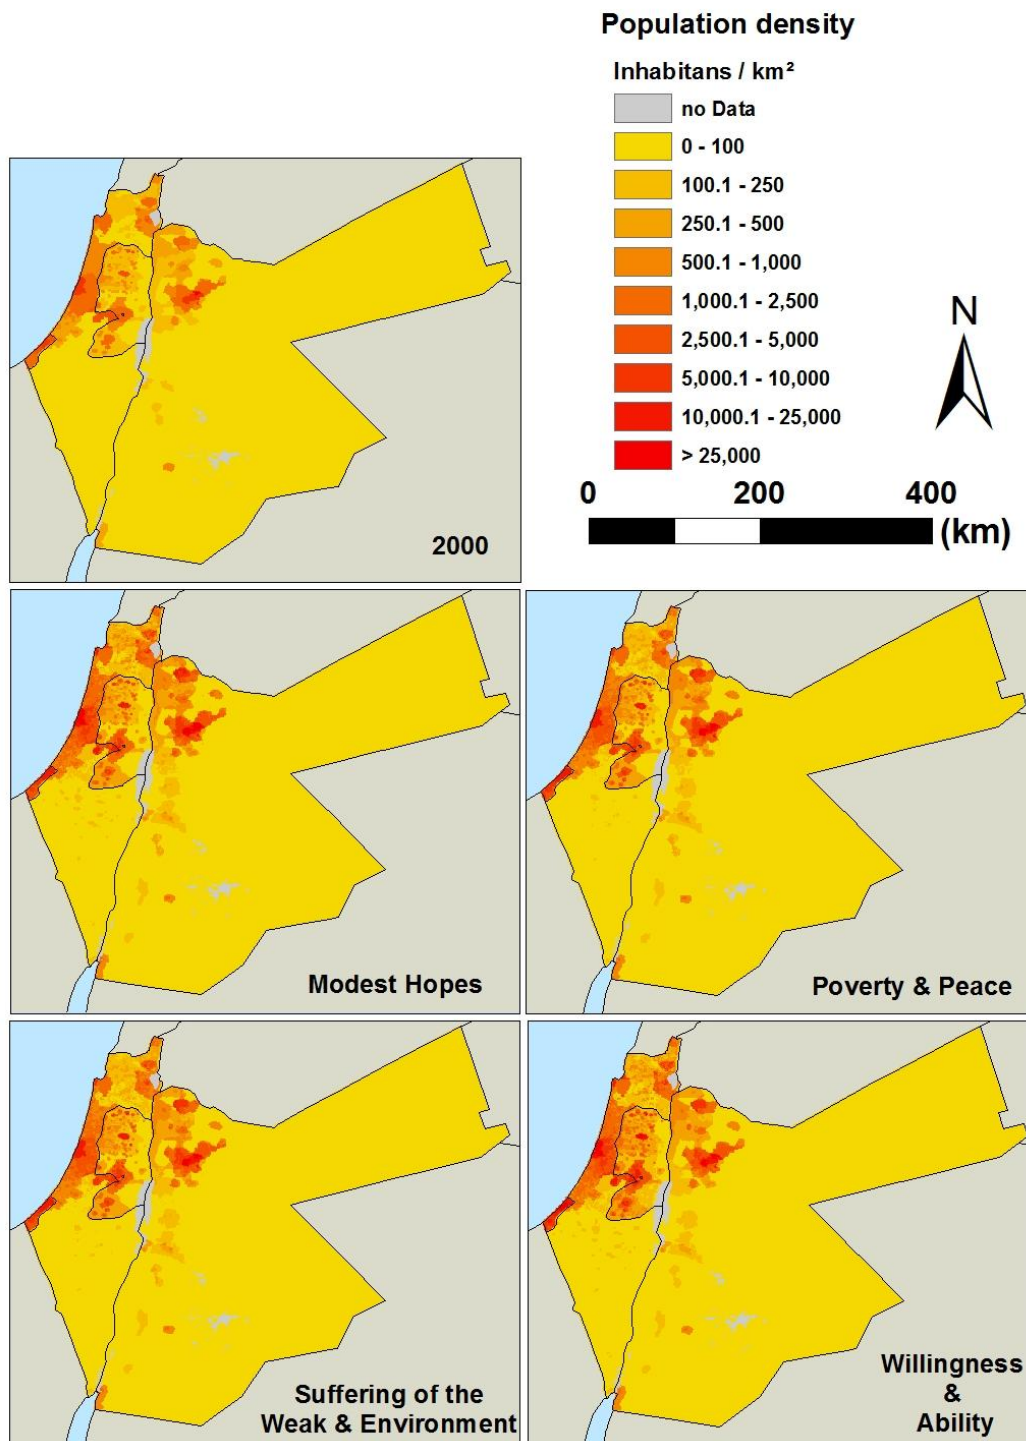 Population density
Inhabitans / km²
no Data
0 - 100
100.1 - 250
250.1 - 500
500.1 - 1,000
1,000.1 - 2,500
2,500.1 - 5,000
5,000.1 - 10,000
10,000.1 - 25,000
> 25,000
N
0 200 400
(km)
2000
Modest Hopes
Poverty & Peace
Suffering of the
Weak & Environment
Willingness
&
Ability